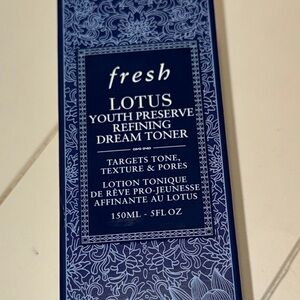 fresh
LOTUS
YOUTH PRESERVE
REFINING
DREAM TONER
TARGETS TONE,
TEXTURE & PORES
LOTION TONIQUE
DE RÊVE PRO-JEUNESSE
AFFINANTE AU LOTUS
150ML - 5FL OZ